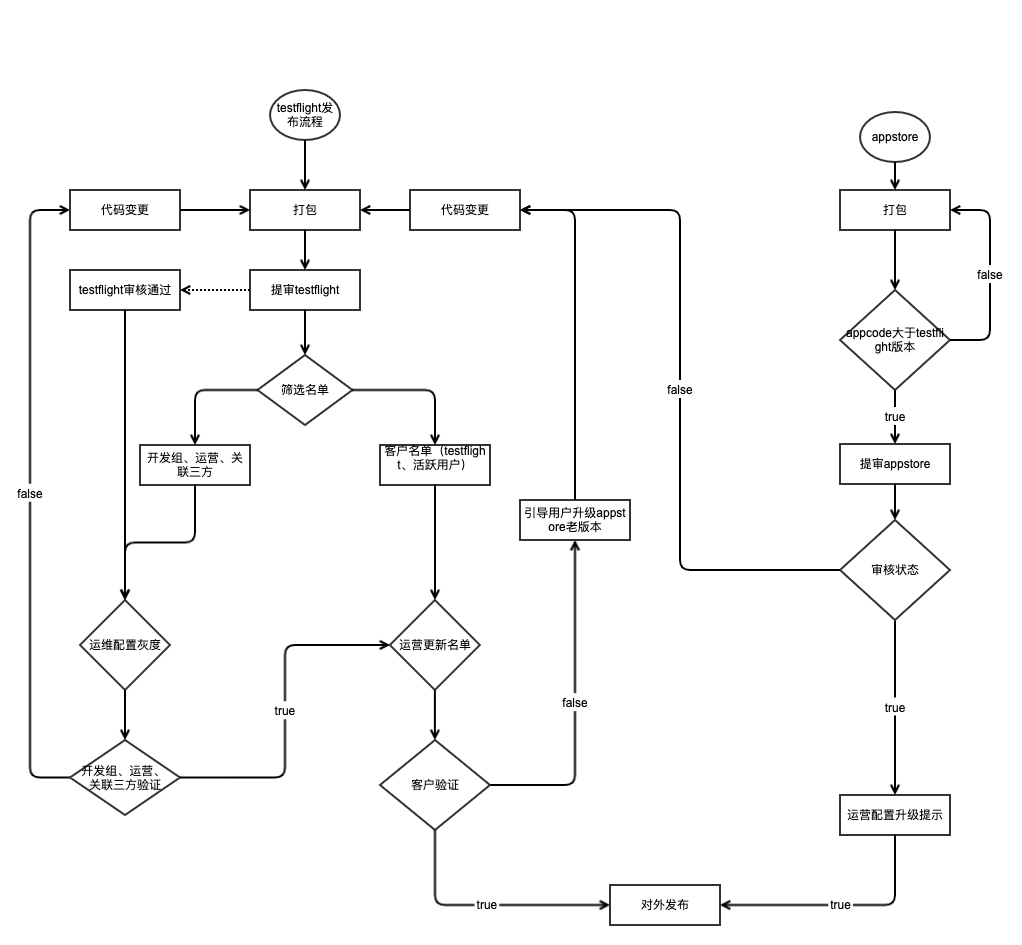 testflight发
布流程
appstore
代码变更
打包
代码变更
打包
testflight审核通过
提审testflight
false
appcode大于testfli
ght版本
筛选名单
false
true
开发组、运营、关
联三方
客户名单（testfligh
t、活跃用户）
提审appstore
false
引导用户升级appst
ore老版本
审核状态
运维配置灰度
运营更新名单
true
false
true
开发组、运营、
关联三方验证
客户验证
运营配置升级提示
true
对外发布
true